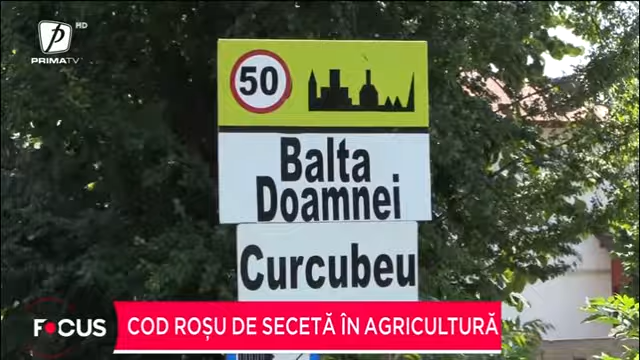 HD
PRIMATV
50
Balta
Doamnei
Curcubeu
FOCUS
COD ROȘU DE SECETĂ ÎN AGRICULTURĂ